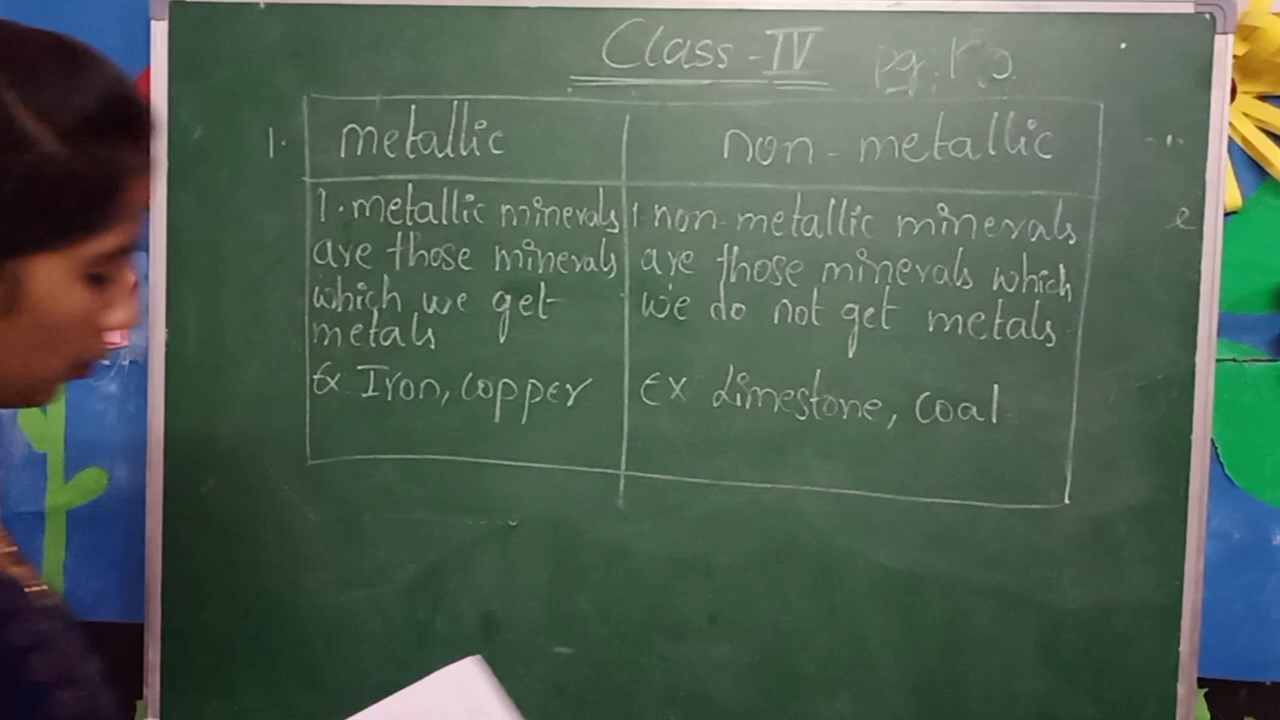 Class - IV pg.
1. metallic non-metallic
1. metallic minerals
are those minerals
which we get
metals
Ex Iron, copper
1. non-metallic minerals
are those minerals which
we do not get metals.
Ex Limestone, coal